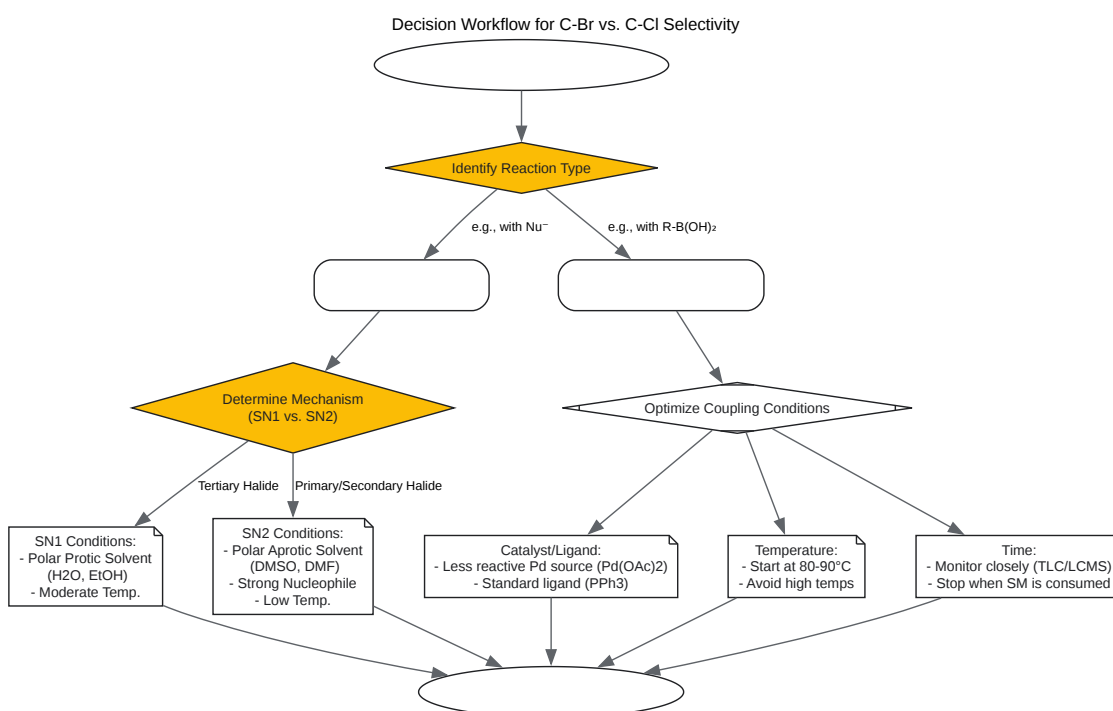 Decision Workflow for C-Br vs. C-Cl Selectivity
Identify Reaction Type
e.g., with Nu⁻
e.g., with R-B(OH)₂
Determine Mechanism
(SN1 vs. SN2)
Optimize Coupling Conditions
Tertiary Halide
Primary/Secondary Halide
SN1 Conditions:
- Polar Protic Solvent
(H2O, EtOH)
- Moderate Temp.
SN2 Conditions:
- Polar Aprotic Solvent
(DMSO, DMF)
- Strong Nucleophile
- Low Temp.
Catalyst/Ligand:
- Less reactive Pd source (Pd(OAc)2)
- Standard ligand (PPh3)
Temperature:
- Start at 80-90°C
- Avoid high temps
Time:
- Monitor closely (TLC/LCMS)
- Stop when SM is consumed